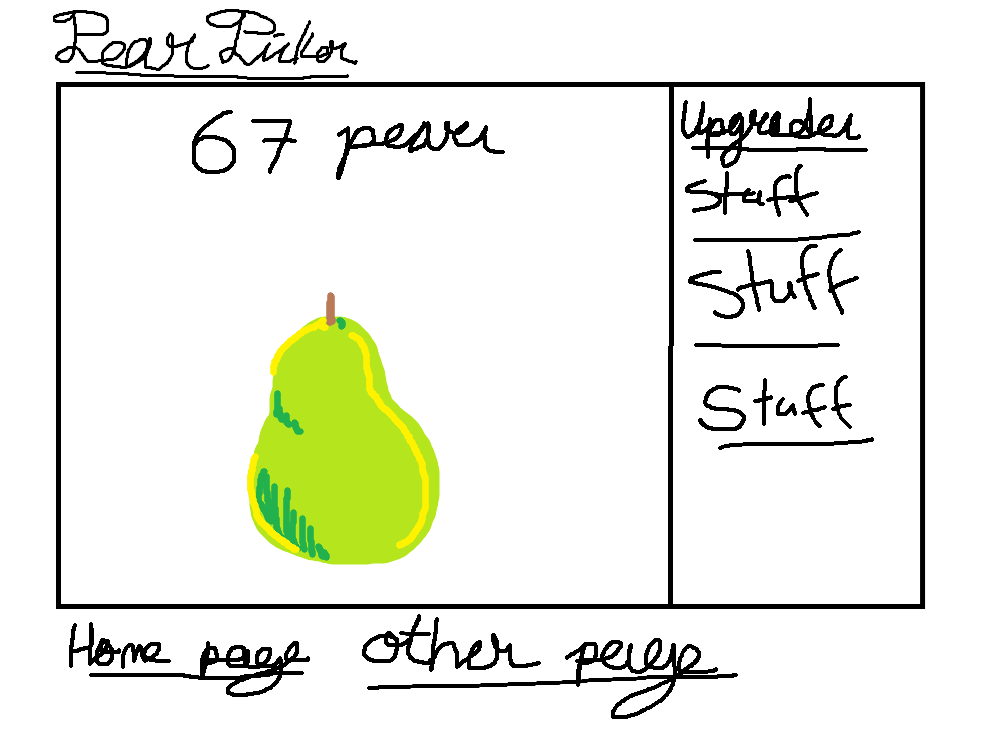 Pear Picker
67 pears
Upgrades
Stuff
Stuff
Stuff
Home page other page